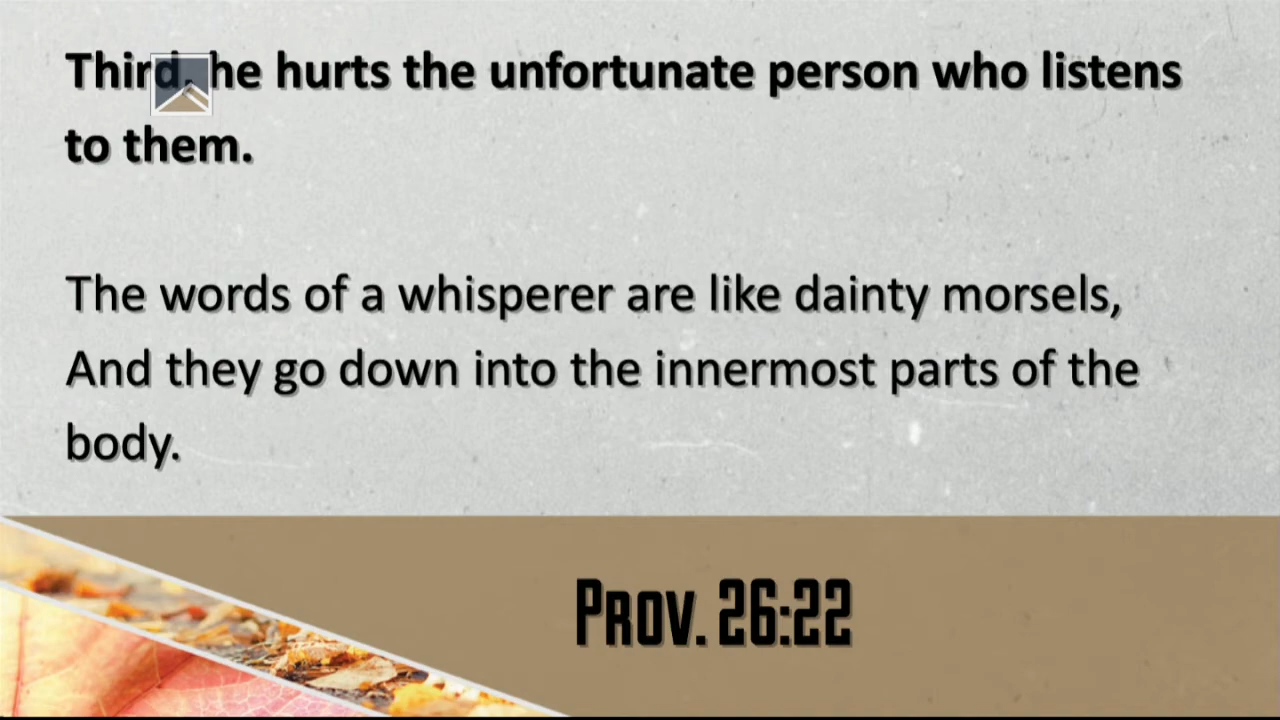 Third, he hurts the unfortunate person who listens
to them.
The words of a whisperer are like dainty morsels,
And they go down into the innermost parts of the
body.
Prov. 26:22